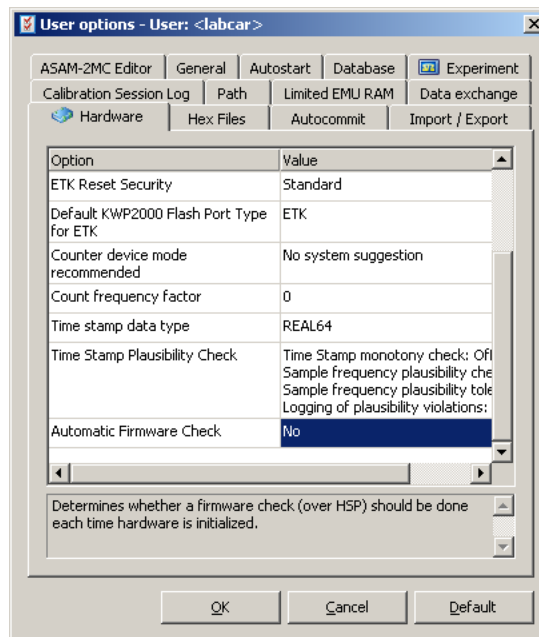 User options - User: <labcar>
ASAM-2MC Editor General Autostart Database Experiment
Calibration Session Log Path Limited EMU RAM Data exchange
Hardware Hex Files Autocommit Import / Export
Option Value
ETK Reset Security Standard
Default KWP2000 Flash Port Type ETK
for ETK
Counter device mode No system suggestion
recommended
Count frequency factor 0
Time stamp data type REAL64
Time Stamp Plausibility Check Time Stamp monotony check: Of
Sample frequency plausibility che
Sample frequency plausibility tole
Logging of plausibility violations:
Automatic Firmware Check No
Determines whether a firmware check (over HSP) should be done
each time hardware is initialized.
OK Cancel Default